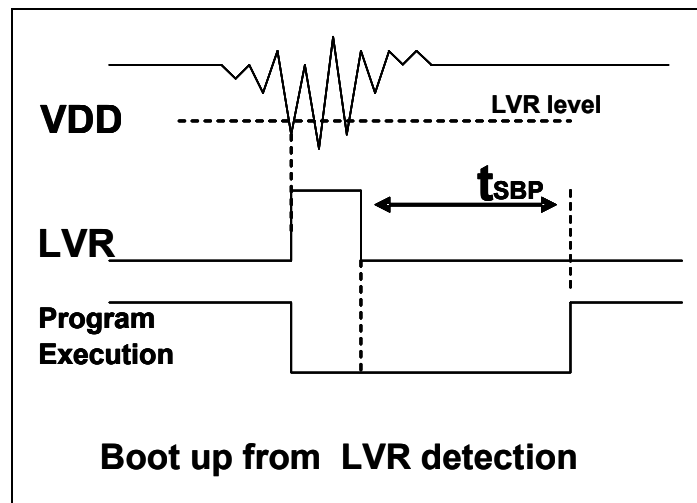 LVR level
VDD
tSBP
LVR
Program
Execution
Boot up from LVR detection